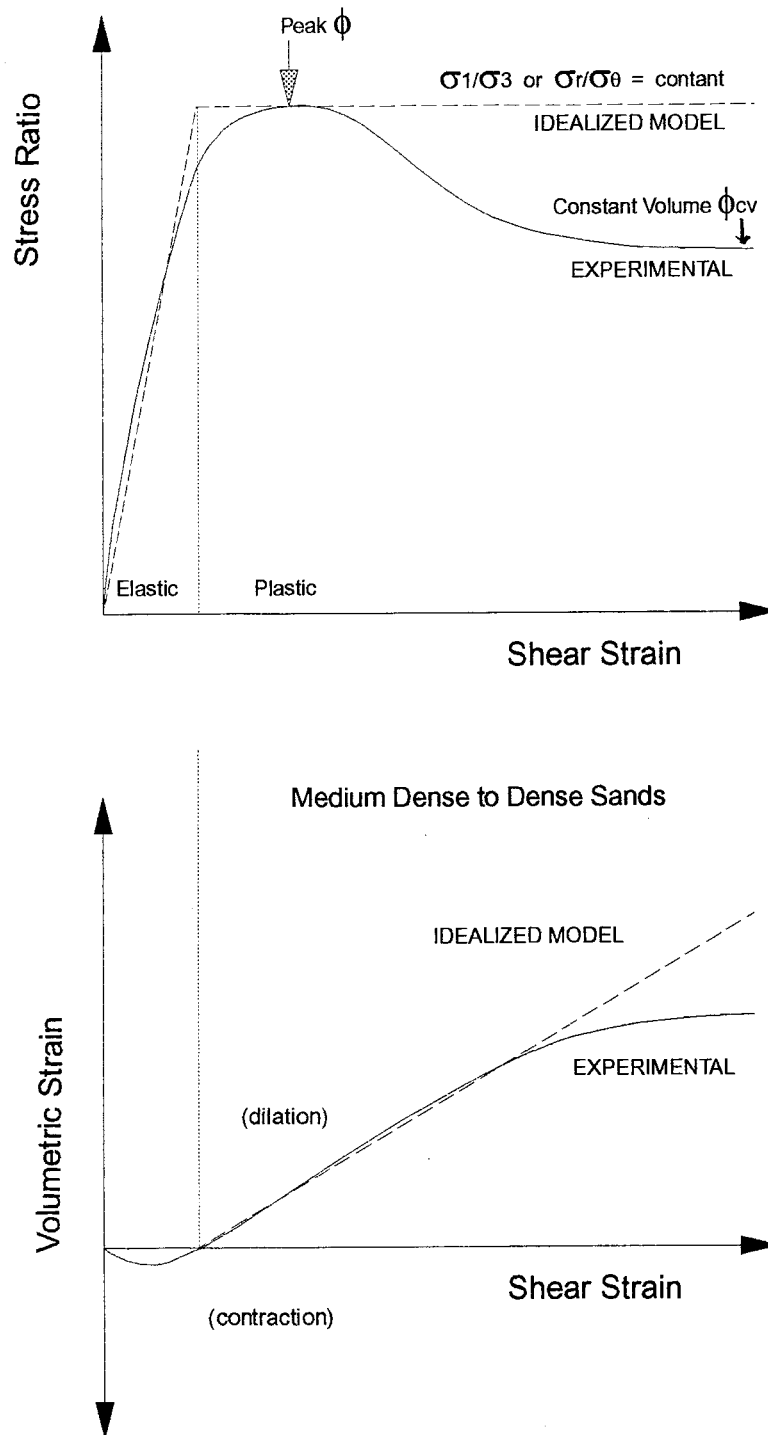 Peak ϕ
σ1/σ3 or σr/σθ = contant
IDEALIZED MODEL
Stress Ratio
Constant Volume ϕcv
EXPERIMENTAL
Elastic
Plastic
Shear Strain
Medium Dense to Dense Sands
IDEALIZED MODEL
EXPERIMENTAL
Volumetric Strain
(dilation)
Shear Strain
(contraction)